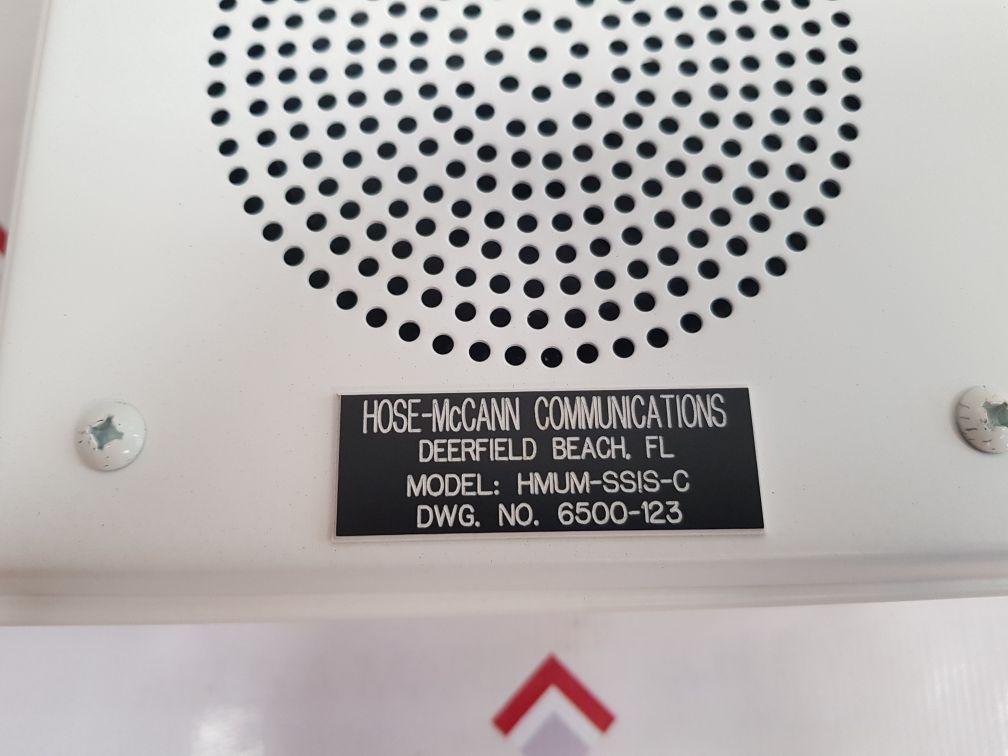 HOSE-McCANN COMMUNICATIONS
DEERFIELD BEACH, FL
MODEL: HMUM-SSIS-C
DWG. NO. 6500-123